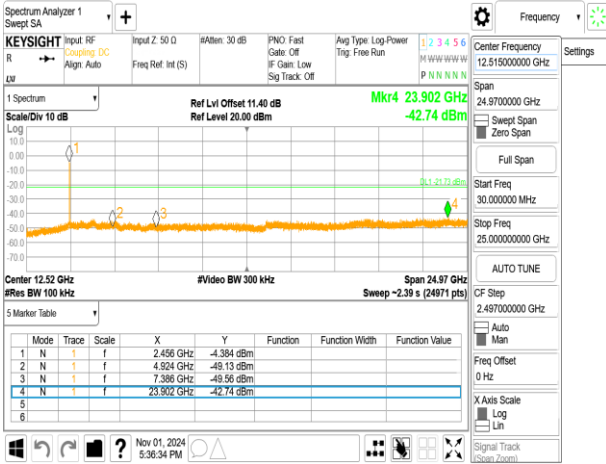 Spectrum Analyzer 1
Swept SA
Frequency
Settings
KEYSIGHT
R
LXI
Input: RF
Coupling: DC
Align: Auto
Input Z: 50 Ω
Freq Ref: Int (S)
#Atten: 30 dB
PNO: Fast
Gate: Off
IF Gain: Low
Sig Track: Off
Avg Type: Log-Power
Trig: Free Run
1 2 3 4 5 6
M W W W W W
P N N N N N
1 Spectrum
Scale/Div 10 dB
Ref Lvl Offset 11.40 dB
Ref Level 20.00 dBm
Mkr4 23.902 GHz
-42.74 dBm
Log
10.0
0.00
-10.0
-20.0
-30.0
-40.0
-50.0
-60.0
-70.0
1
2
3
4
DL1 -21.73 dBm
Center 12.52 GHz
#Video BW 300 kHz
Span 24.97 GHz
#Res BW 100 kHz
Sweep ~2.39 s (24971 pts)
5 Marker Table
Mode Trace Scale X Y Function Function Width Function Value
1 N 1 f 2.456 GHz -4.384 dBm
2 N 1 f 4.924 GHz -49.13 dBm
3 N 1 f 7.386 GHz -49.56 dBm
4 N 1 f 23.902 GHz -42.74 dBm
5
6
Nov 01, 2024
5:36:34 PM
Center Frequency
12.515000000 GHz
Span
24.9700000 GHz
Swept Span
Zero Span
Full Span
Start Freq
30.000000 MHz
Stop Freq
25.000000000 GHz
AUTO TUNE
CF Step
2.497000000 GHz
Auto
Man
Freq Offset
0 Hz
X Axis Scale
Log
Lin
Signal Track
(Span Zoom)